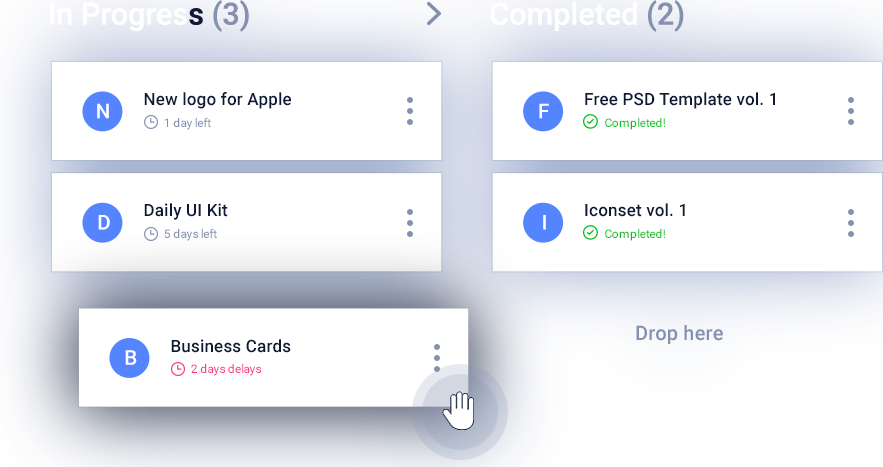 In Progress (3)
N
New logo for Apple
1 day left
D
Daily UI Kit
5 days left
B
Business Cards
2 days delays
Completed (2)
F
Free PSD Template vol. 1
Completed!
I
Iconset vol. 1
Completed!
Drop here